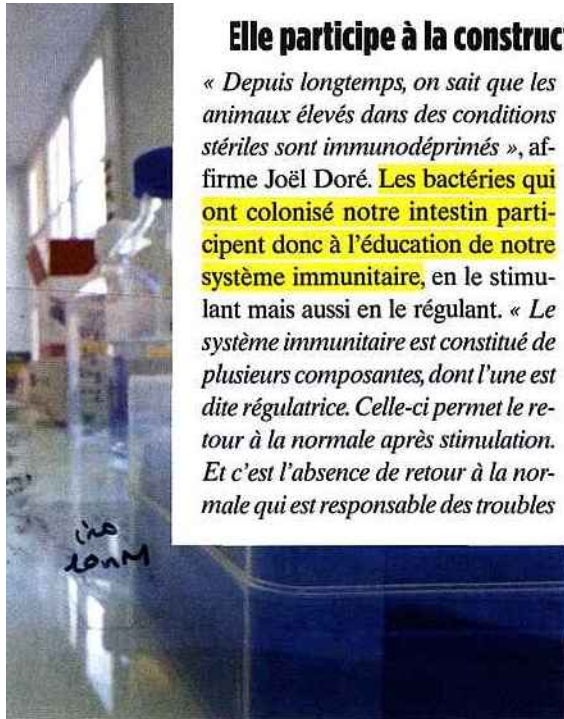 Elle participe à la construc
« Depuis longtemps, on sait que les
animaux élevés dans des conditions
stériles sont immunodéprimés », af-
firme Joël Doré. Les bactéries qui
ont colonisé notre intestin parti-
cipent donc à l'éducation de notre
système immunitaire, en le stimu-
lant mais aussi en le régulant. « Le
système immunitaire est constitué de
plusieurs composantes, dont l'une est
dite régulatrice. Celle-ci permet le re-
tour à la normale après stimulation.
Et c'est l'absence de retour à la nor-
male qui est responsable des troubles